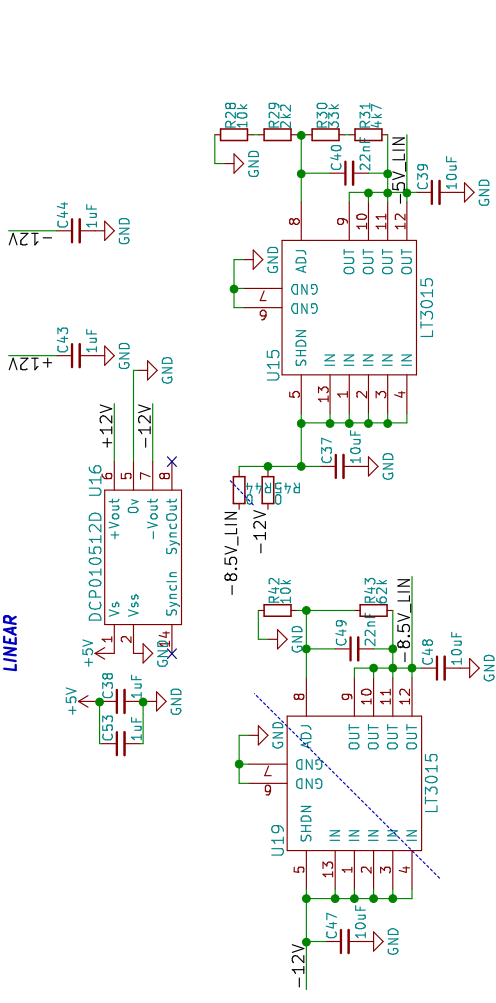 LINEAR
-12V
C44
1uF
GND
+12V
C43
1uF
GND
GND
+12V
-12V
6
5
7
8
U16
DCP010512D
+Vout
0v
-Vout
SyncOut
Vs
Vss
SyncIn
1
2
14
+5V
GND
+5V
C38
1uF
GND
C53
1uF
R28
10k
R29
2k2
R30
33k
R31
4k7
GND
C40
22nF
-5V_LIN
C39
10uF
GND
8
9
10
11
12
GND
ADJ
OUT
OUT
OUT
OUT
GND
7
GND
6
LT3015
U15
SHDN
IN
IN
IN
IN
IN
5
13
1
2
3
4
C37
10uF
GND
R44
R45
0
-8.5V_LIN
-12V
R42
10k
R43
62k
GND
C49
22nF
-8.5V_LIN
C48
10uF
GND
8
9
10
11
12
GND
ADJ
OUT
OUT
OUT
OUT
GND
7
GND
6
LT3015
U19
SHDN
IN
IN
IN
IN
IN
5
13
1
2
3
4
-12V
C47
10uF
GND